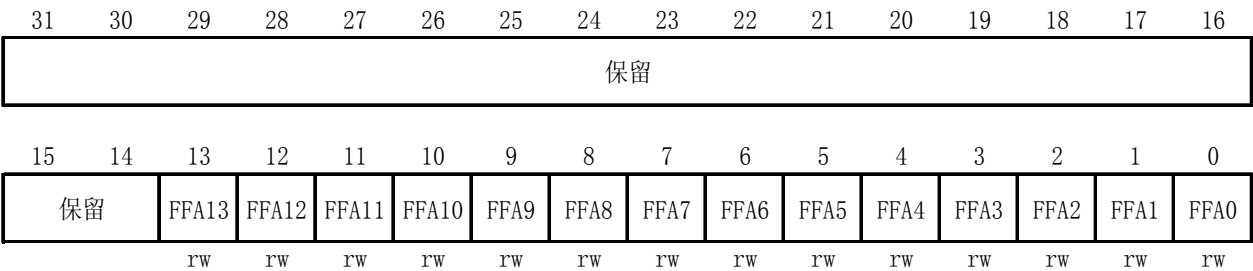 31 30 29 28 27 26 25 24 23 22 21 20 19 18 17 16
保留
15 14 13 12 11 10 9 8 7 6 5 4 3 2 1 0
保留 FFA13 FFA12 FFA11 FFA10 FFA9 FFA8 FFA7 FFA6 FFA5 FFA4 FFA3 FFA2 FFA1 FFA0
rw rw rw rw rw rw rw rw rw rw rw rw rw rw